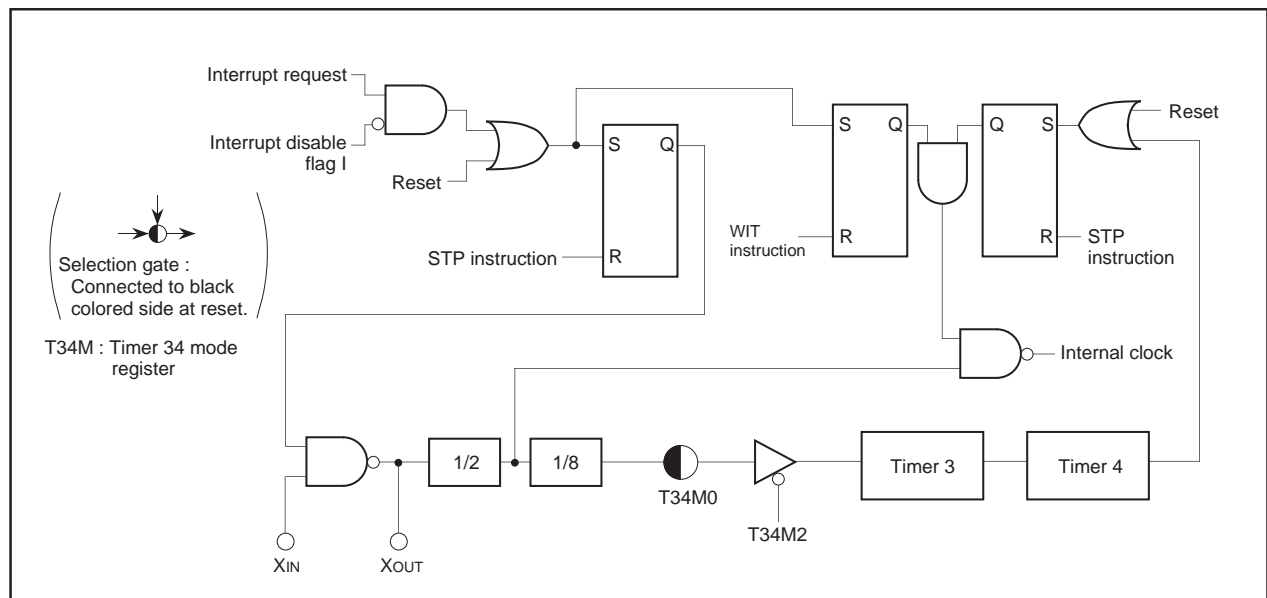 Interrupt request
Interrupt disable
flag I
Reset
S
Q
STP instruction
R
S
Q
WIT
instruction
R
Q
S
Reset
R
STP
instruction
Selection gate :
Connected to black
colored side at reset.
T34M : Timer 34 mode
register
Internal clock
1/2
1/8
T34M0
T34M2
Timer 3
Timer 4
XIN
XOUT